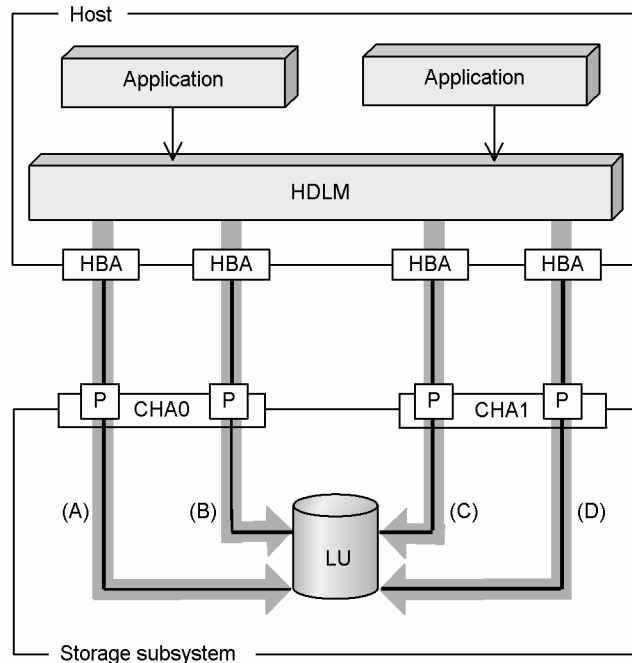 Host
Application
Application
HDLM
HBA
HBA
HBA
HBA
P
CHA0
P
P
CHA1
P
(A)
(B)
(C)
(D)
LU
Storage subsystem